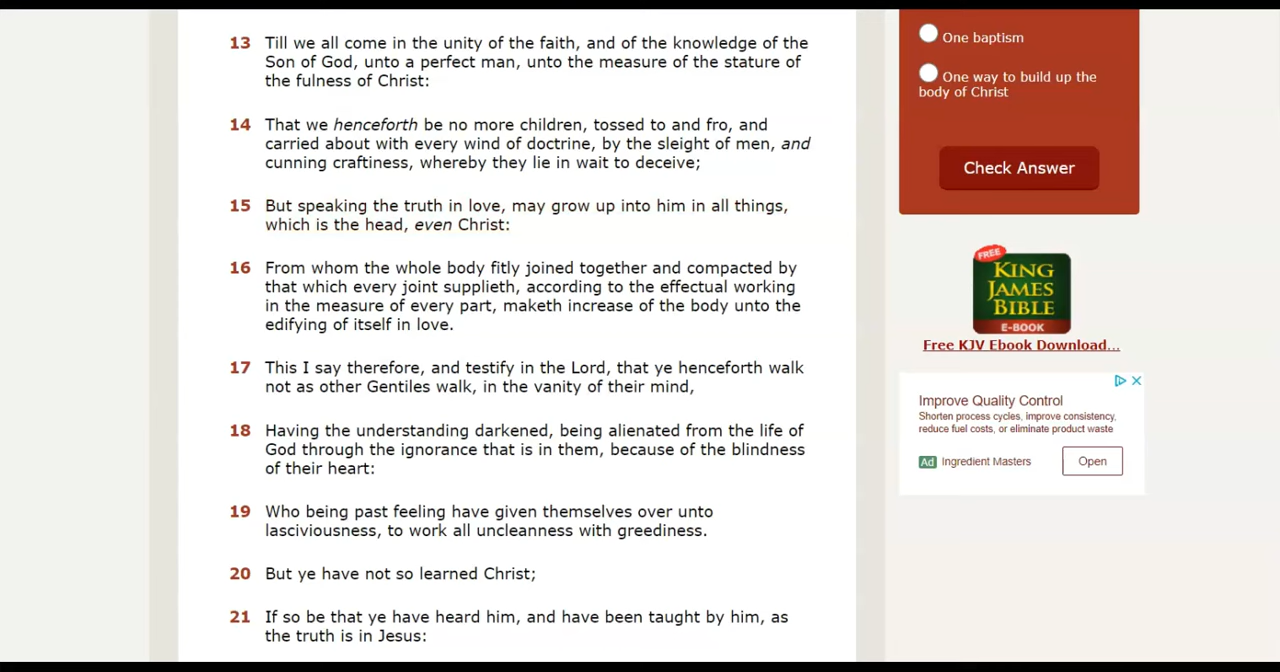 13 Till we all come in the unity of the faith, and of the knowledge of the
Son of God, unto a perfect man, unto the measure of the stature of
the fulness of Christ:
14 That we henceforth be no more children, tossed to and fro, and
carried about with every wind of doctrine, by the sleight of men, and
cunning craftiness, whereby they lie in wait to deceive;
15 But speaking the truth in love, may grow up into him in all things,
which is the head, even Christ:
16 From whom the whole body fitly joined together and compacted by
that which every joint supplieth, according to the effectual working
in the measure of every part, maketh increase of the body unto the
edifying of itself in love.
17 This I say therefore, and testify in the Lord, that ye henceforth walk
not as other Gentiles walk, in the vanity of their mind,
18 Having the understanding darkened, being alienated from the life of
God through the ignorance that is in them, because of the blindness
of their heart:
19 Who being past feeling have given themselves over unto
lasciviousness, to work all uncleanness with greediness.
20 But ye have not so learned Christ;
21 If so be that ye have heard him, and have been taught by him, as
the truth is in Jesus:
One baptism
One way to build up the
body of Christ
Check Answer
FREE
KING
JAMES
BIBLE
E-BOOK
Free KJV Ebook Download...
Improve Quality Control
Shorten process cycles, improve consistency,
reduce fuel costs, or eliminate product waste
Ad Ingredient Masters
Open